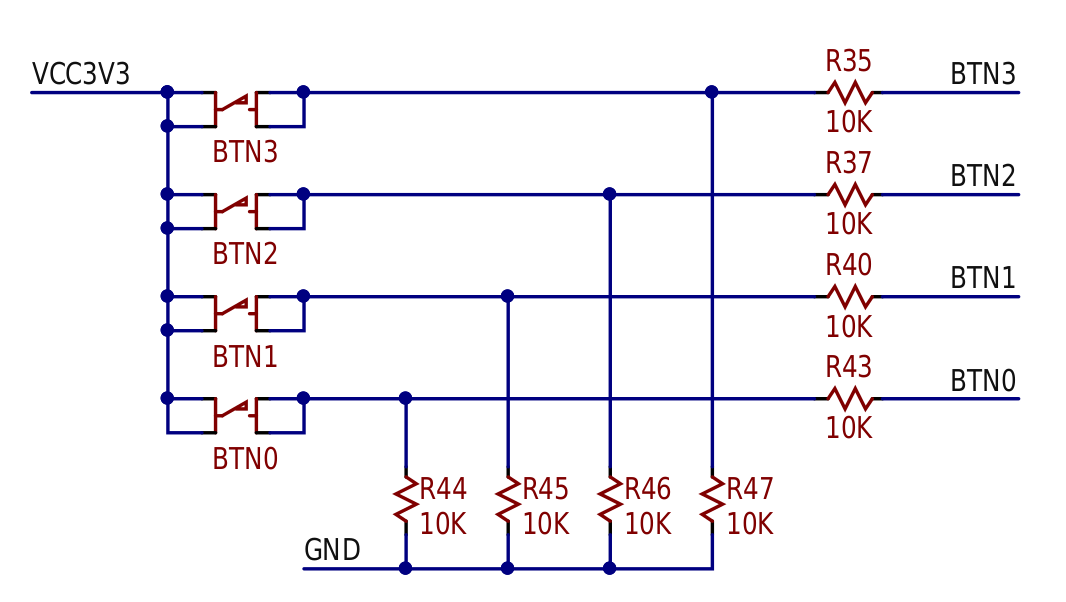 R35
VCC3V3
BTN3
10K
BTN3
R37
BTN2
10K
BTN2
R40
BTN1
10K
BTN1
R43
BTN0
10K
BTN0
R44 R45 R46 R47
10K 10K 10K 10K
GND